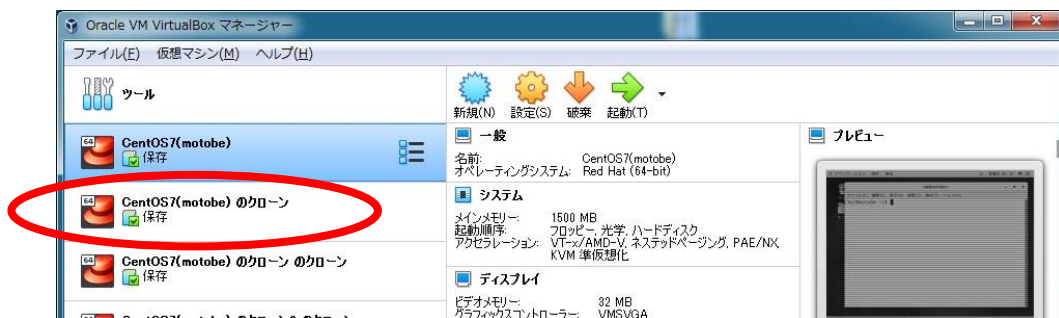 Oracle VM VirtualBox マネージャー
ファイル(F) 仮想マシン(M) ヘルプ(H)
ツール
新規(N) 設定(S) 破棄 起動(T)
64
CentOS7(motobe)
保存
64
CentOS7(motobe) のクローン
保存
64
CentOS7(motobe) のクローン のクローン
保存
一般
名前: CentOS7(motobe)
オペレーティングシステム: Red Hat (64-bit)
システム
メインメモリー: 1500 MB
起動順序: フロッピー, 光学, ハードディスク
アクセラレーション: VT-x/AMD-V, ネステッドページング, PAE/NX, KVM 準仮想化
ディスプレイ
ビデオメモリー: 32 MB
グラフィックスコントローラー: VMSVGA
プレビュー